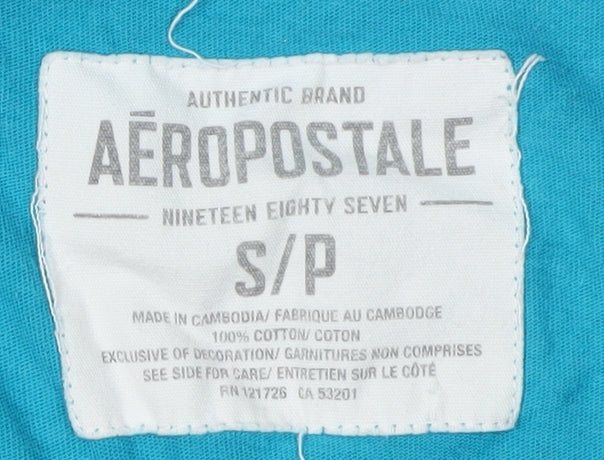 AUTHENTIC BRAND
AÉROPOSTALE
NINETEEN EIGHTY SEVEN
S/P
MADE IN CAMBODIA/ FABRIQUE AU CAMBODGE
100% COTTON/ COTON
EXCLUSIVE OF DECORATION/ GARNITURES NON COMPRISES
SEE SIDE FOR CARE/ ENTRETIEN SUR LE CÔTÉ
RN 121726 CA 53201